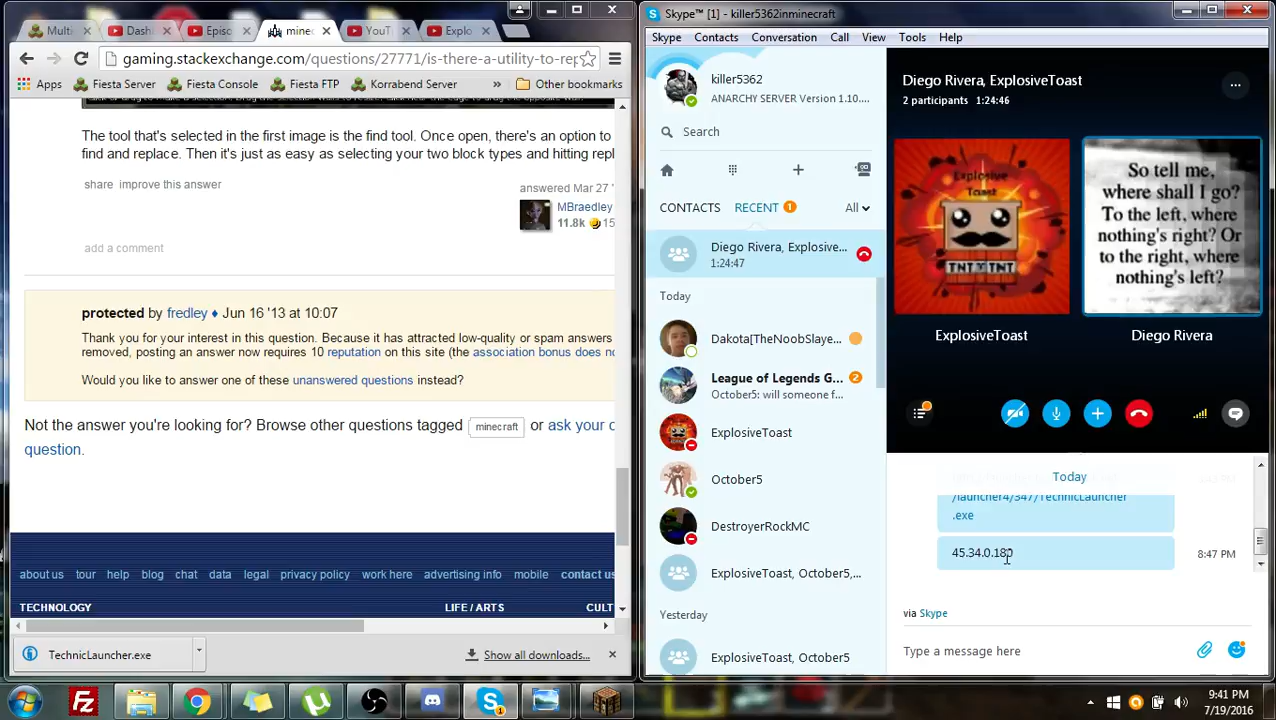 Multi
Dash
Episo
minec
YouT
Explo
gaming.stackexchange.com/questions/27771/is-there-a-utility-to-rep
Apps
Fiesta Server
Fiesta FTP
Fiesta Console
Korrabend Server
»
Other bookmarks
The tool that's selected in the first image is the find tool. Once open, there's an option to
find and replace. Then it's just as easy as selecting your two block types and hitting repl
share improve this answer
answered Mar 27 '
MBraedley
11.8k
15
add a comment
protected by fredley ♦ Jun 16 '13 at 10:07
Thank you for your interest in this question. Because it has attracted low-quality or spam answers
removed, posting an answer now requires 10 reputation on this site (the association bonus does no
Would you like to answer one of these unanswered questions instead?
Not the answer you're looking for? Browse other questions tagged minecraft or ask your o
question.
about us tour help blog chat data legal privacy policy work here advertising info mobile contact us
TECHNOLOGY
LIFE / ARTS
CULT
TechnicLauncher.exe
Show all downloads...
Skype™ [1] - killer5362inminecraft
Skype Contacts Conversation Call View Tools Help
killer5362
ANARCHY SERVER Version 1.10....
Search
CONTACTS
RECENT 1
All
Diego Rivera, Explosive...
1:24:47
Today
Dakota[TheNoobSlaye...
League of Legends G... 2
October5: will someone f...
ExplosiveToast
October5
DestroyerRockMC
ExplosiveToast, October5,...
Yesterday
ExplosiveToast, October5
Diego Rivera, ExplosiveToast
2 participants 1:24:46
Explosive
Toast
TNT TNT
ExplosiveToast
So tell me,
where shall I go?
To the left, where
nothing's right? Or
to the right, where
nothing's left?
Diego Rivera
Today
/launcher4/347/TechnicLauncher
.exe
45.34.0.180
8:47 PM
via Skype
Type a message here
9:41 PM
7/19/2016